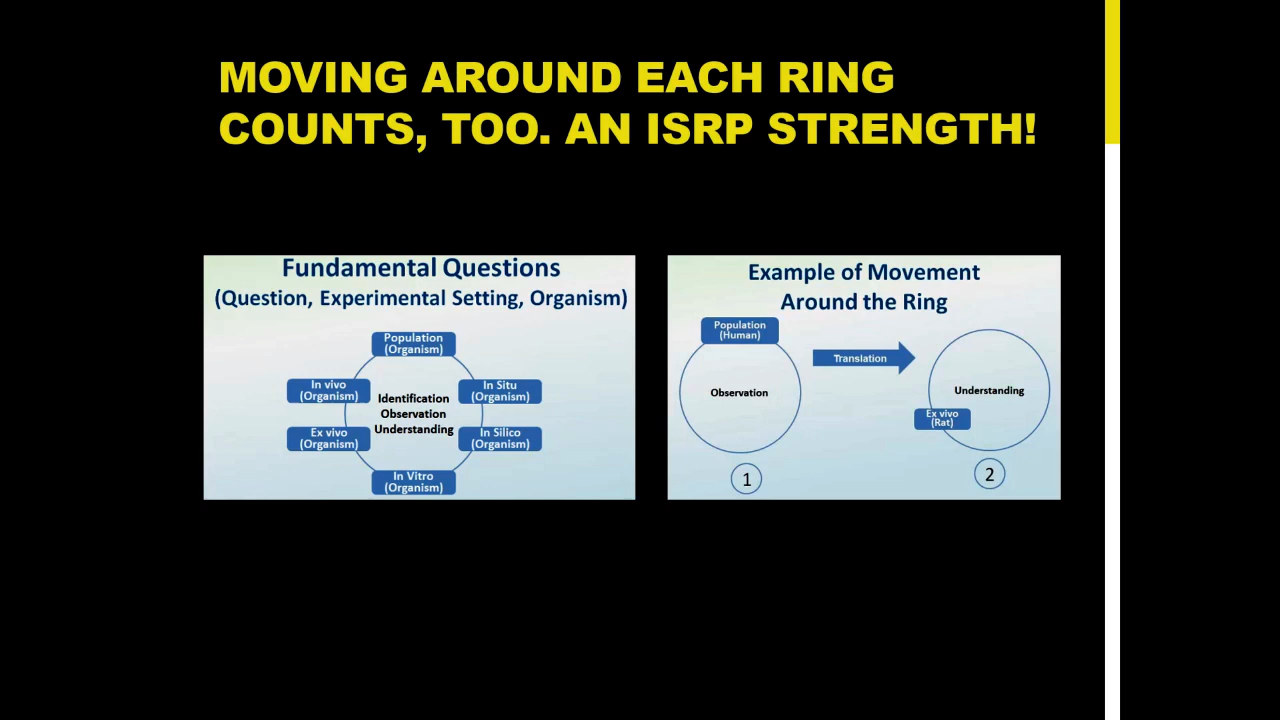 MOVING AROUND EACH RING
COUNTS, TOO. AN ISRP STRENGTH!
Fundamental Questions
(Question, Experimental Setting, Organism)
Population
(Organism)
In vivo
(Organism)
In Situ
(Organism)
Identification
Observation
Understanding
Ex vivo
(Organism)
In Silico
(Organism)
In Vitro
(Organism)
Example of Movement
Around the Ring
Population
(Human)
Translation
Observation
Understanding
Ex vivo
(Rat)
1
2